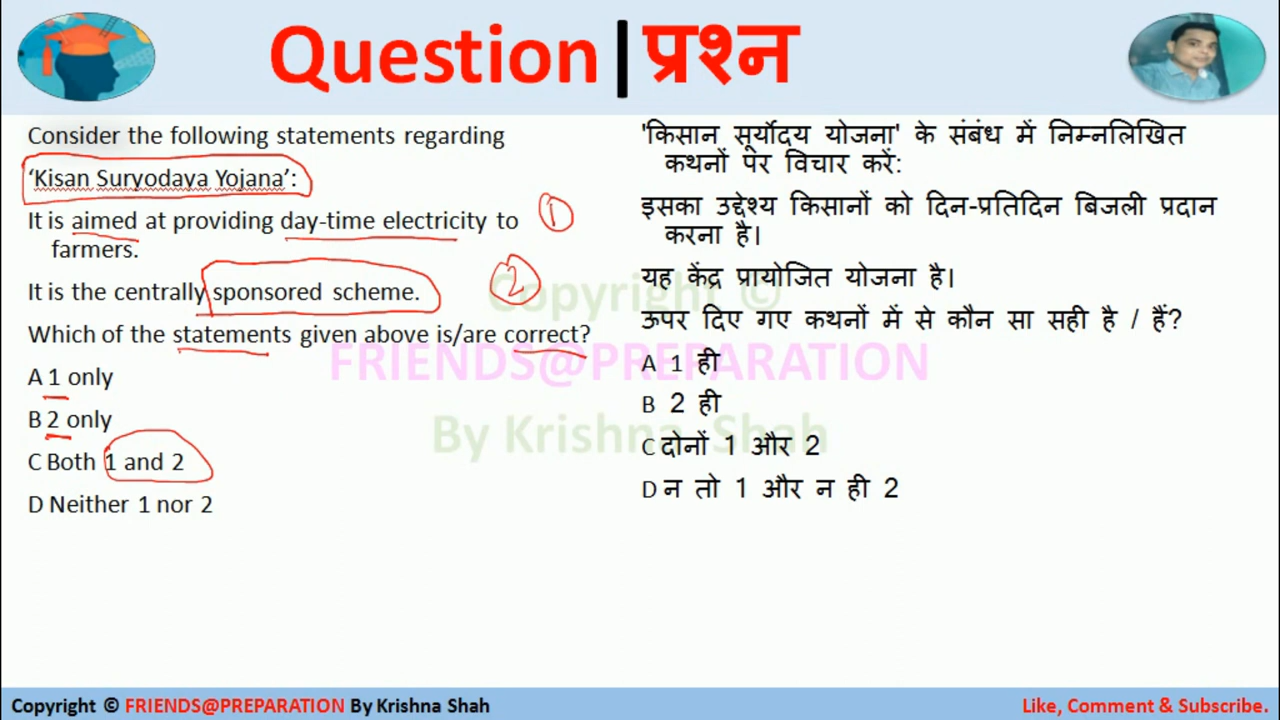 Question|प्रश्न
Consider the following statements regarding
‘Kisan Suryodaya Yojana’:
It is aimed at providing day-time electricity to
farmers.
It is the centrally sponsored scheme.
Which of the statements given above is/are correct?
A 1 only
B 2 only
C Both 1 and 2
D Neither 1 nor 2
1
2
'किसान सूर्योदय योजना' के संबंध में निम्नलिखित
कथनों पर विचार करें:
इसका उद्देश्य किसानों को दिन-प्रतिदिन बिजली प्रदान
करना है।
यह केंद्र प्रायोजित योजना है।
ऊपर दिए गए कथनों में से कौन सा सही है / हैं?
A 1 ही
B 2 ही
C दोनों 1 और 2
D न तो 1 और न ही 2
Copyright ©
FRIENDS@PREPARATION
By Krishna Shah
Copyright © FRIENDS@PREPARATION By Krishna Shah
Like, Comment & Subscribe.